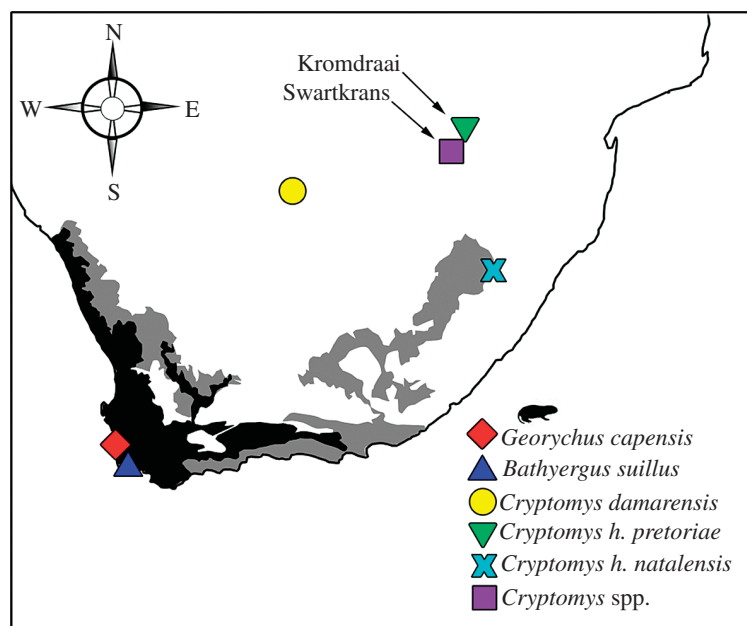 N
Kromdraai
Swartkrans
W
E
S
Georychus capensis
Bathyergus suillus
Cryptomys damarensis
Cryptomys h. pretoriae
Cryptomys h. natalensis
Cryptomys spp.